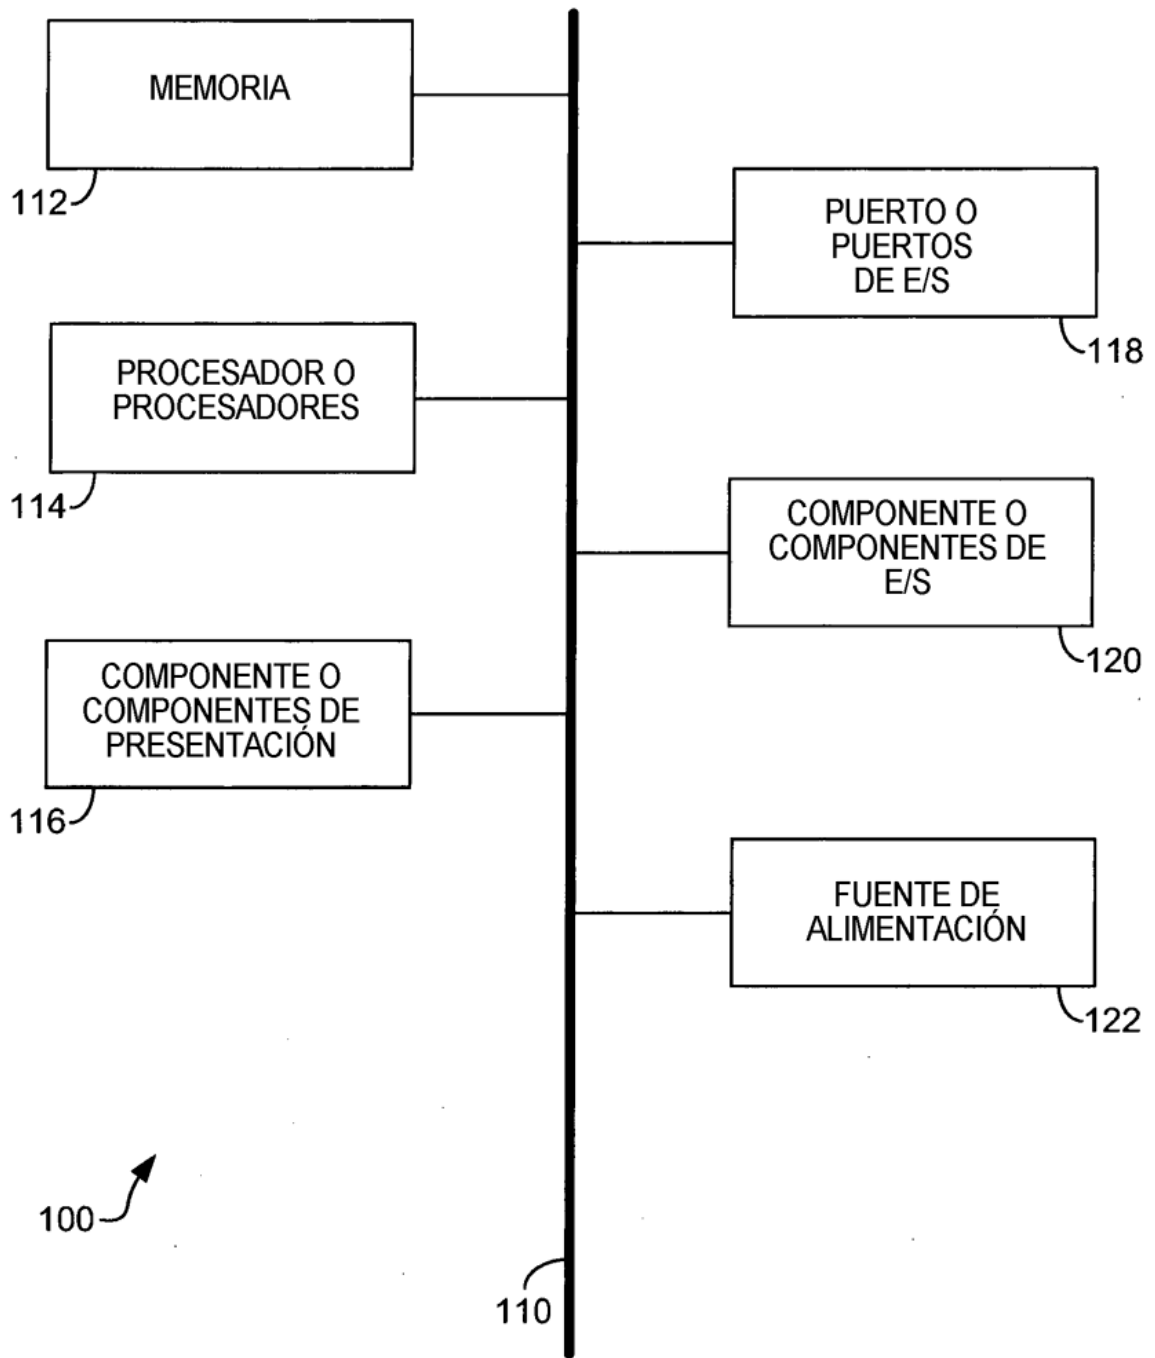 MEMORIA
112
PUERTO O
PUERTOS
DE E/S
118
PROCESADOR O
PROCESADORES
114
COMPONENTE O
COMPONENTES DE
E/S
120
COMPONENTE O
COMPONENTES DE
PRESENTACIÓN
116
FUENTE DE
ALIMENTACIÓN
122
100
110